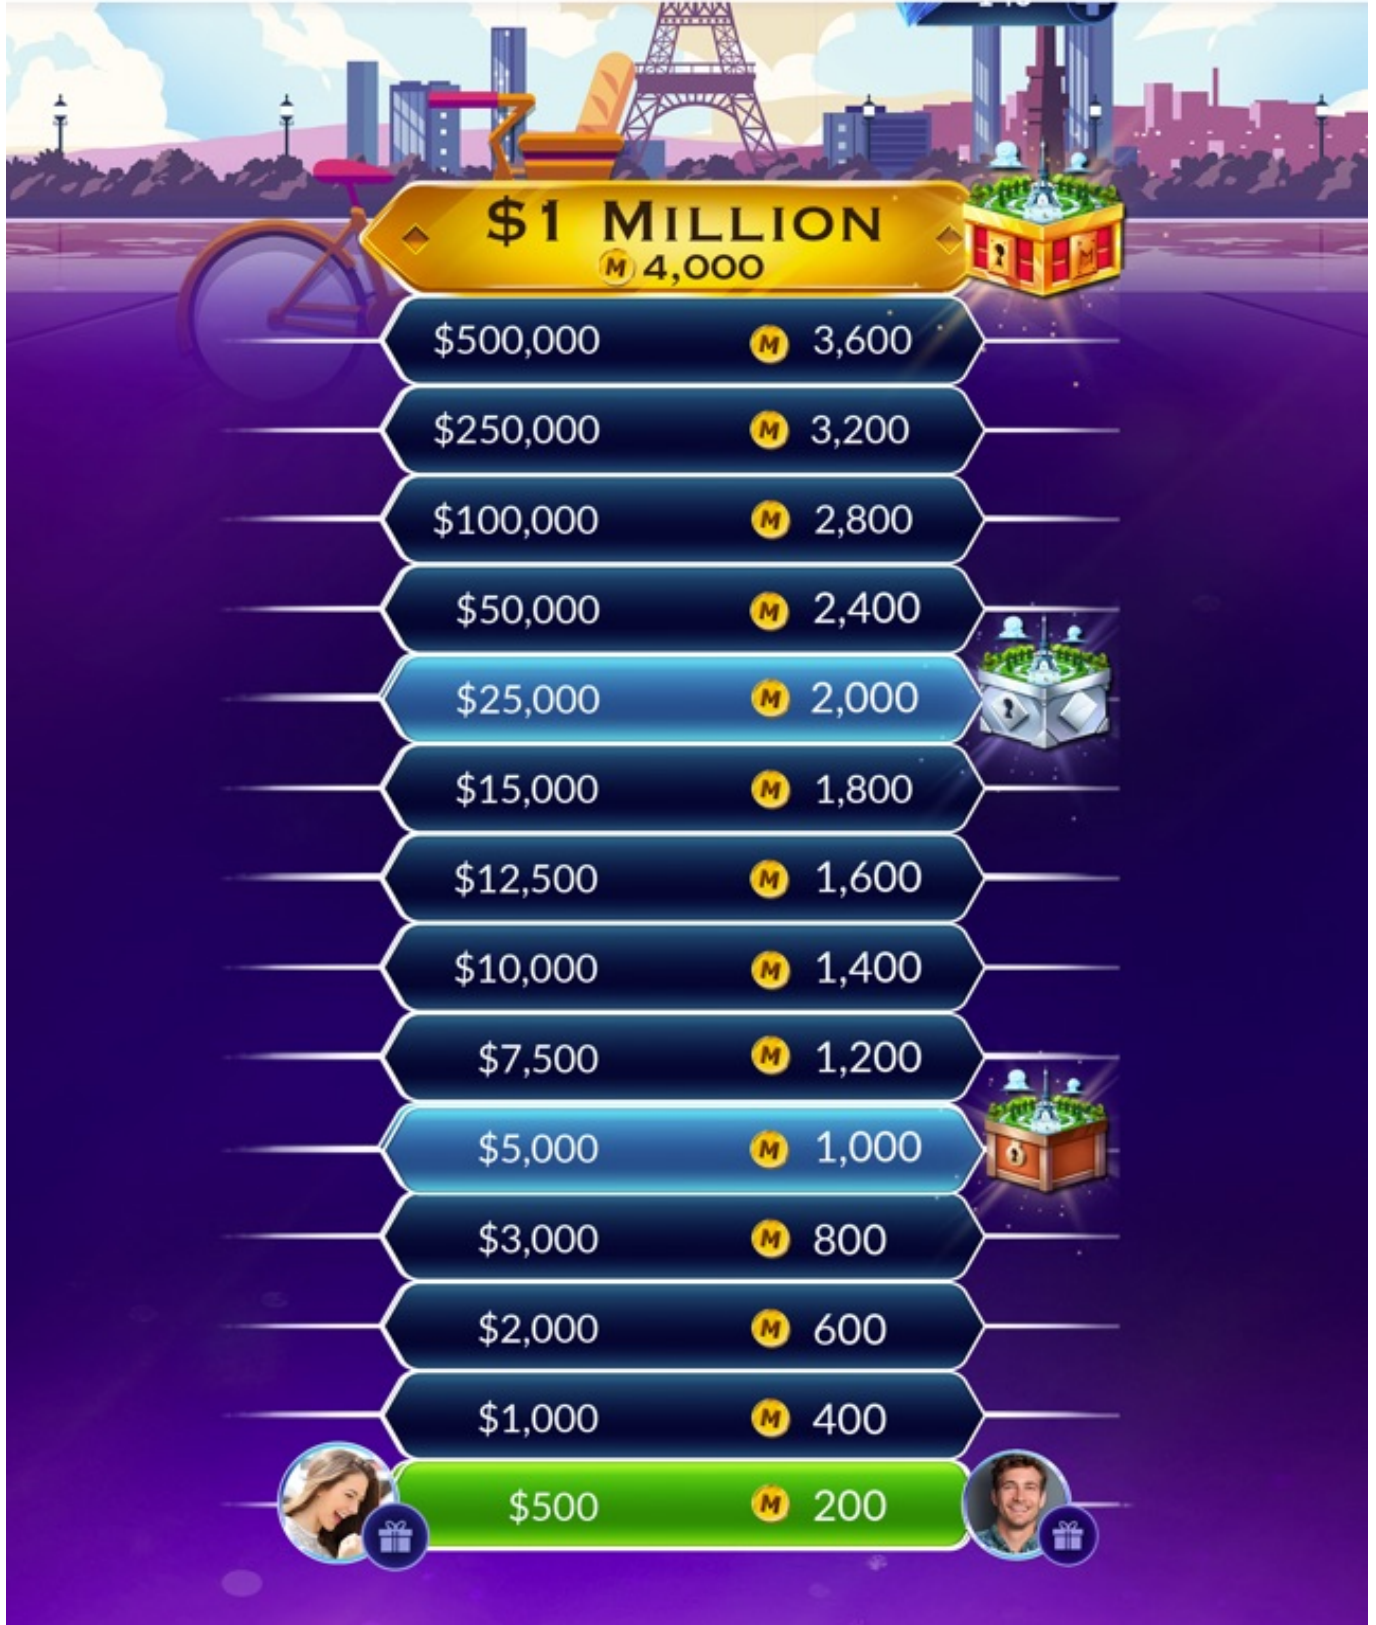 $1 MILLION
M 4,000
$500,000 M 3,600
$250,000 M 3,200
$100,000 M 2,800
$50,000 M 2,400
$25,000 M 2,000
$15,000 M 1,800
$12,500 M 1,600
$10,000 M 1,400
$7,500 M 1,200
$5,000 M 1,000
$3,000 M 800
$2,000 M 600
$1,000 M 400
$500 M 200